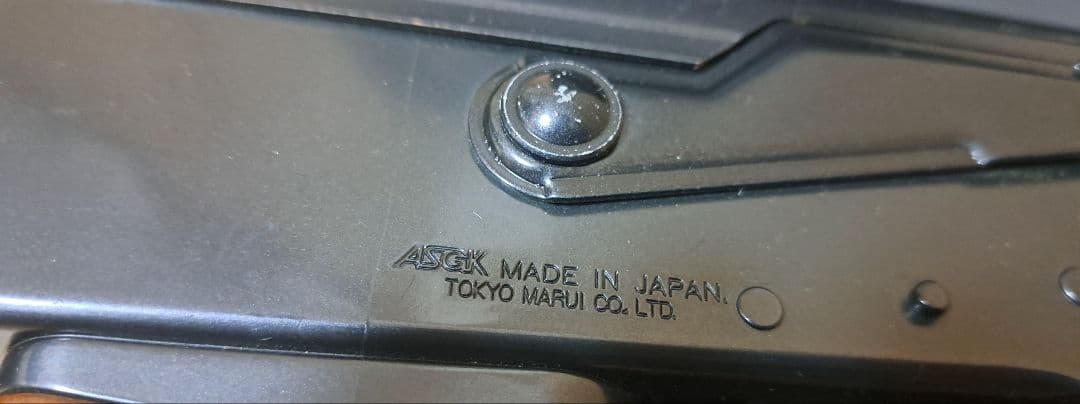 ASGK MADE IN JAPAN.
TOKYO MARUI CO. LTD.